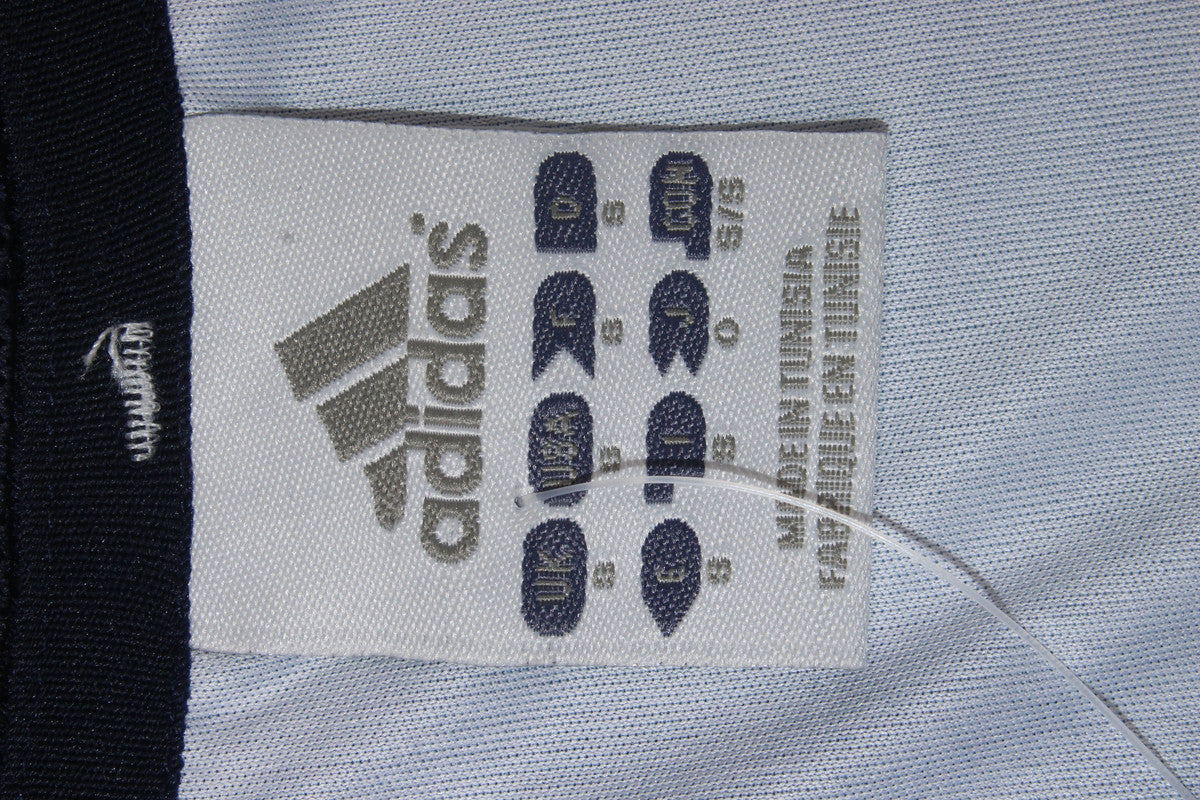 adidas
UK USA F D
S S S S
E I J CDN
S S O S/S
MADE IN TUNISIA
FABRIQUE EN TUNISIE